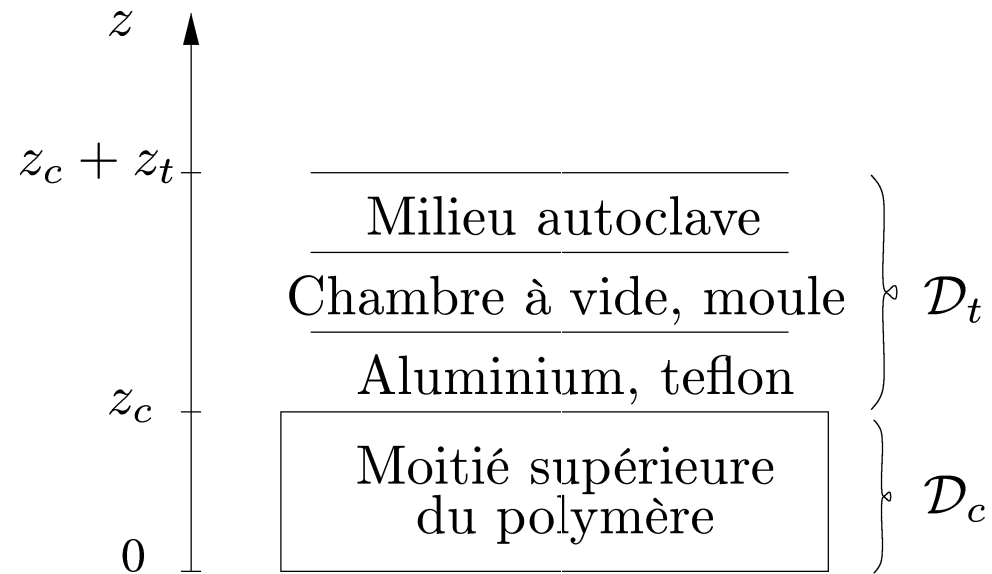 z
z_c + z_t
Milieu autoclave
Chambre à vide, moule
𝒟_t
Aluminium, teflon
z_c
Moitié supérieure
du polymère
𝒟_c
0